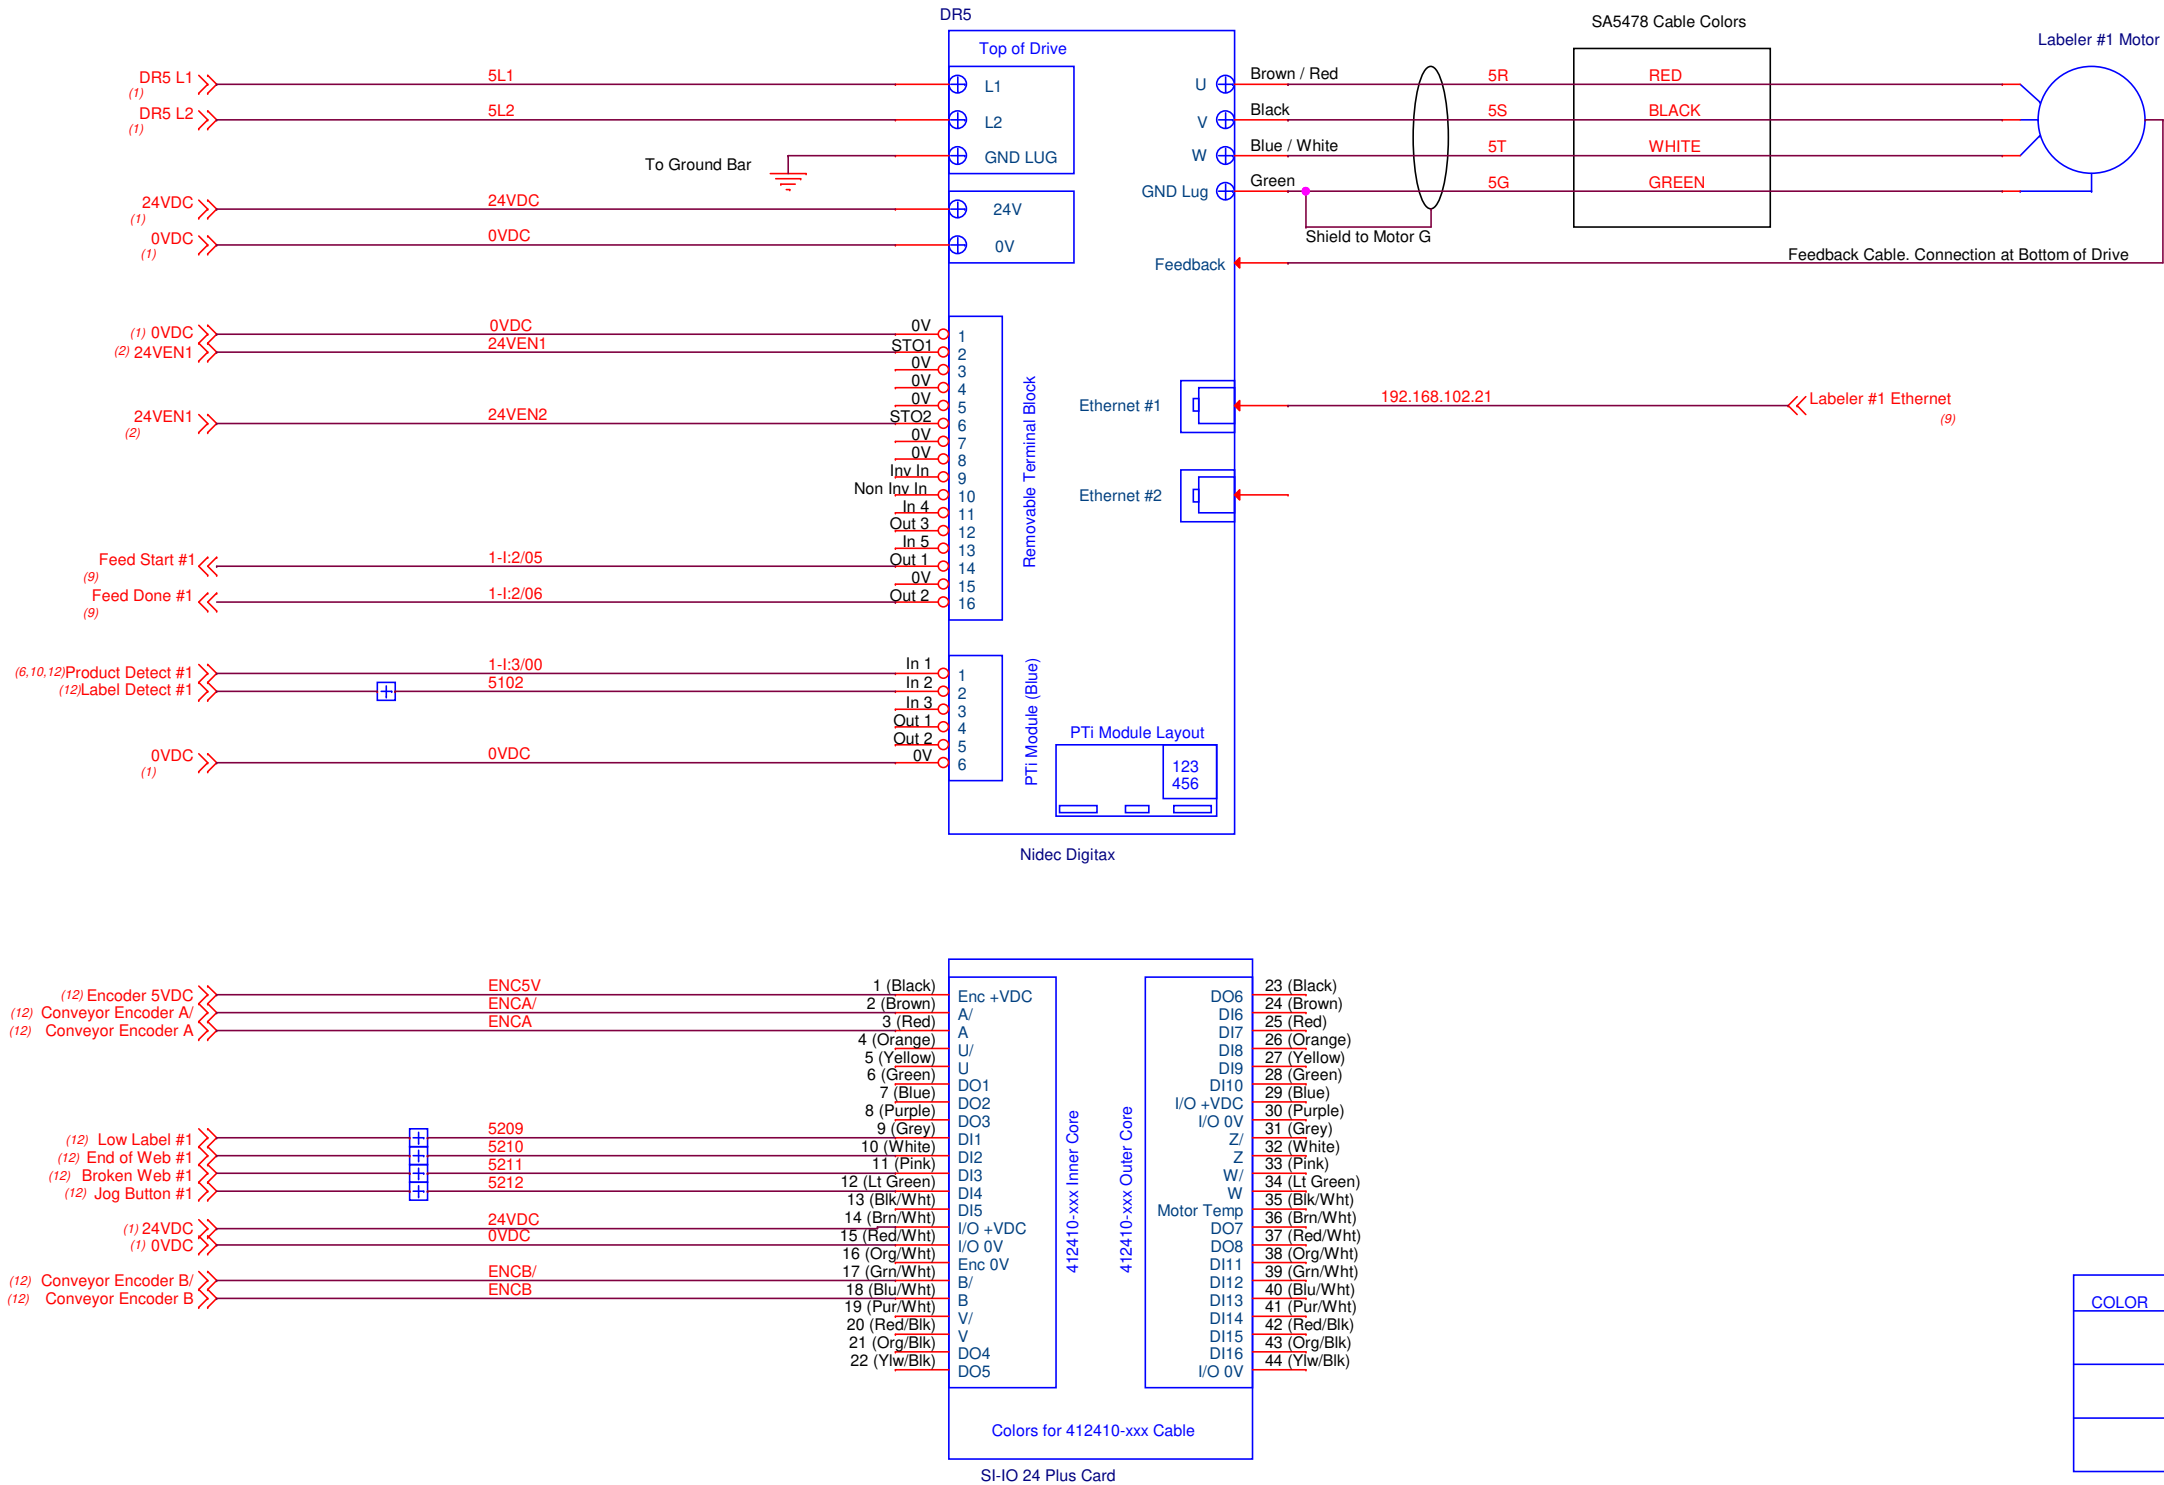 DR5
Top of Drive
SA5478 Cable Colors
Labeler #1 Motor
DR5 L1
(1)
5L1
L1
U
Brown / Red
5R
RED
DR5 L2
(1)
5L2
L2
V
Black
5S
BLACK
To Ground Bar
GND LUG
W
Blue / White
5T
WHITE
GND Lug
Green
5G
GREEN
24VDC
(1)
24VDC
24V
Shield to Motor G
0VDC
(1)
0VDC
0V
Feedback
Feedback Cable. Connection at Bottom of Drive
(1) 0VDC
0VDC
0V
1
(2) 24VEN1
24VEN1
STO1
2
0V
3
0V
4
0V
5
24VEN1
(2)
24VEN2
STO2
6
0V
7
0V
8
Inv In
9
Non Inv In
10
In 4
11
Out 3
12
In 5
13
Feed Start #1
(9)
1-I:2/05
Out 1
14
0V
15
Feed Done #1
(9)
1-I:2/06
Out 2
16
Removable Terminal Block
Ethernet #1
192.168.102.21
Labeler #1 Ethernet
(9)
Ethernet #2
(6,10,12)Product Detect #1
1-I:3/00
In 1
1
(12)Label Detect #1
5102
In 2
2
In 3
3
Out 1
4
Out 2
5
0VDC
(1)
0VDC
0V
6
PTi Module (Blue)
PTi Module Layout
123
456
Nidec Digitax
(12) Encoder 5VDC
ENC5V
1 (Black)
Enc +VDC
DO6
23 (Black)
(12) Conveyor Encoder A/
ENCA/
2 (Brown)
A/
DI6
24 (Brown)
(12) Conveyor Encoder A
ENCA
3 (Red)
A
DI7
25 (Red)
4 (Orange)
U/
DI8
26 (Orange)
5 (Yellow)
U
DI9
27 (Yellow)
6 (Green)
DO1
DI10
28 (Green)
7 (Blue)
DO2
I/O +VDC
29 (Blue)
8 (Purple)
DO3
I/O 0V
30 (Purple)
(12) Low Label #1
5209
9 (Grey)
DI1
Z/
31 (Grey)
(12) End of Web #1
5210
10 (White)
DI2
Z
32 (White)
(12) Broken Web #1
5211
11 (Pink)
DI3
W/
33 (Pink)
(12) Jog Button #1
5212
12 (Lt Green)
DI4
W
34 (Lt Green)
13 (Blk/Wht)
DI5
Motor Temp
35 (Blk/Wht)
(1) 24VDC
24VDC
14 (Brn/Wht)
I/O +VDC
DO7
36 (Brn/Wht)
(1) 0VDC
0VDC
15 (Red/Wht)
I/O 0V
DO8
37 (Red/Wht)
16 (Org/Wht)
Enc 0V
DI11
38 (Org/Wht)
(12) Conveyor Encoder B/
ENCB/
17 (Grn/Wht)
B/
DI12
39 (Grn/Wht)
(12) Conveyor Encoder B
ENCB
18 (Blu/Wht)
B
DI13
40 (Blu/Wht)
19 (Pur/Wht)
V/
DI14
41 (Pur/Wht)
20 (Red/Blk)
V
DI15
42 (Red/Blk)
21 (Org/Blk)
DO4
DI16
43 (Org/Blk)
22 (Ylw/Blk)
DO5
I/O 0V
44 (Ylw/Blk)
412410-xxx Inner Core
412410-xxx Outer Core
COLOR
Colors for 412410-xxx Cable
SI-IO 24 Plus Card